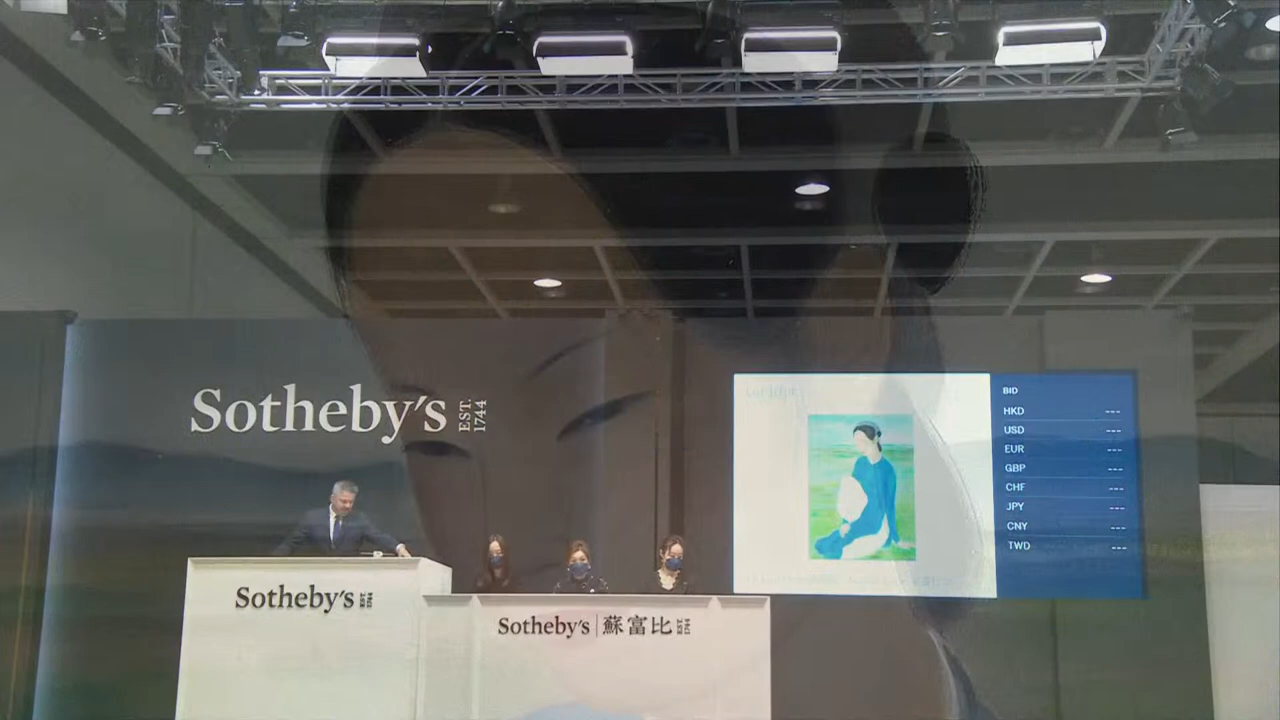 Sotheby's EST. 1744
BID
HKD ---
USD ---
EUR ---
GBP ---
CHF ---
JPY ---
CNY ---
TWD ---
Sotheby's
Sotheby's | 蘇富比